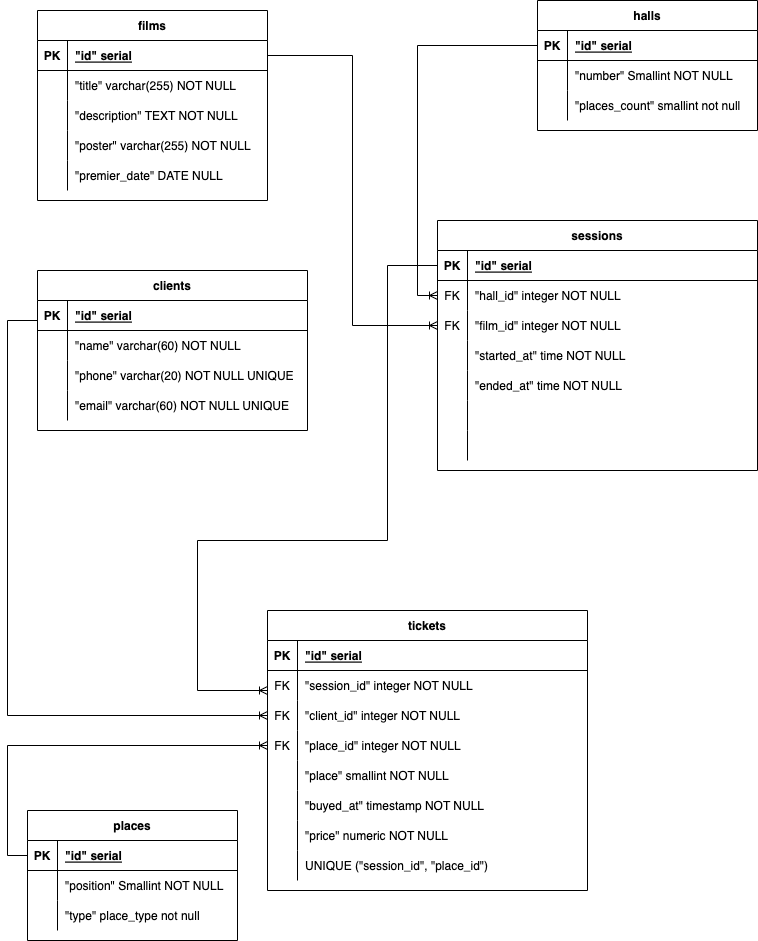 films
PK "id" serial
"title" varchar(255) NOT NULL
"description" TEXT NOT NULL
"poster" varchar(255) NOT NULL
"premier_date" DATE NULL
halls
PK "id" serial
"number" Smallint NOT NULL
"places_count" smallint not null
sessions
PK "id" serial
FK "hall_id" integer NOT NULL
FK "film_id" integer NOT NULL
"started_at" time NOT NULL
"ended_at" time NOT NULL
clients
PK "id" serial
"name" varchar(60) NOT NULL
"phone" varchar(20) NOT NULL UNIQUE
"email" varchar(60) NOT NULL UNIQUE
tickets
PK "id" serial
FK "session_id" integer NOT NULL
FK "client_id" integer NOT NULL
FK "place_id" integer NOT NULL
"place" smallint NOT NULL
"buyed_at" timestamp NOT NULL
"price" numeric NOT NULL
UNIQUE ("session_id", "place_id")
places
PK "id" serial
"position" Smallint NOT NULL
"type" place_type not null